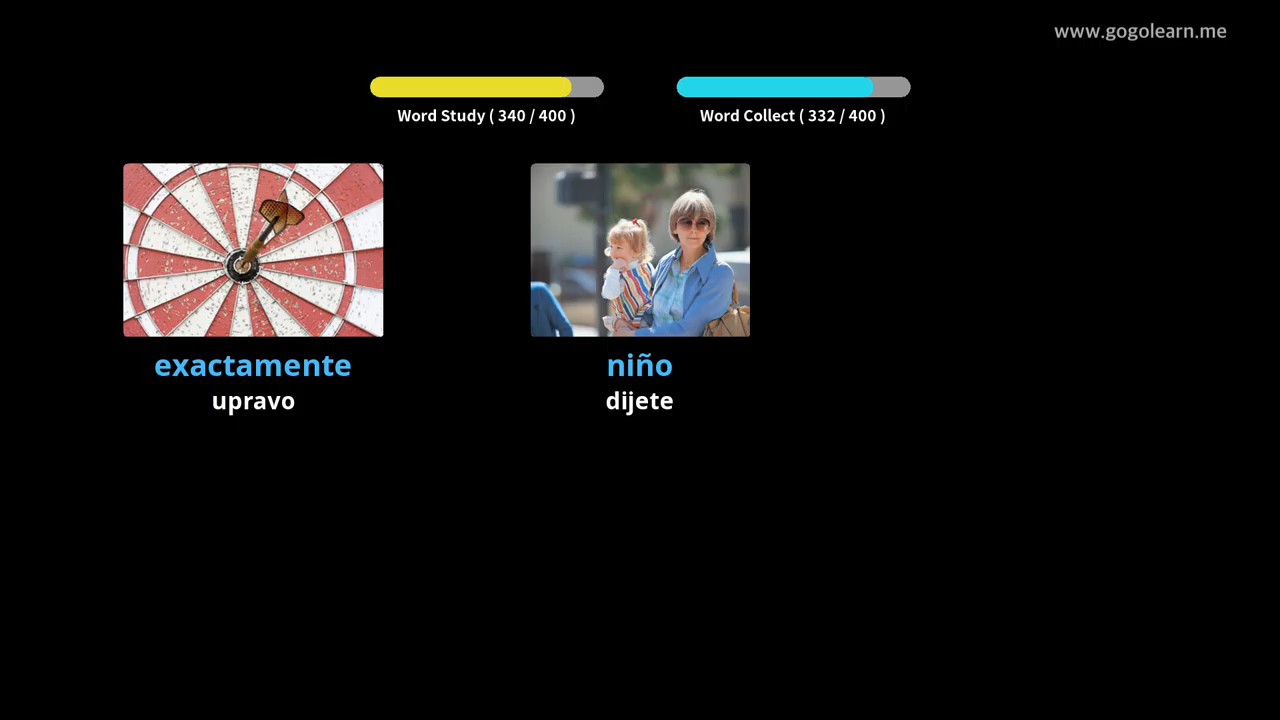 www.gogolearn.me
Word Study ( 340 / 400 )
Word Collect ( 332 / 400 )
exactamente
upravo
niño
dijete